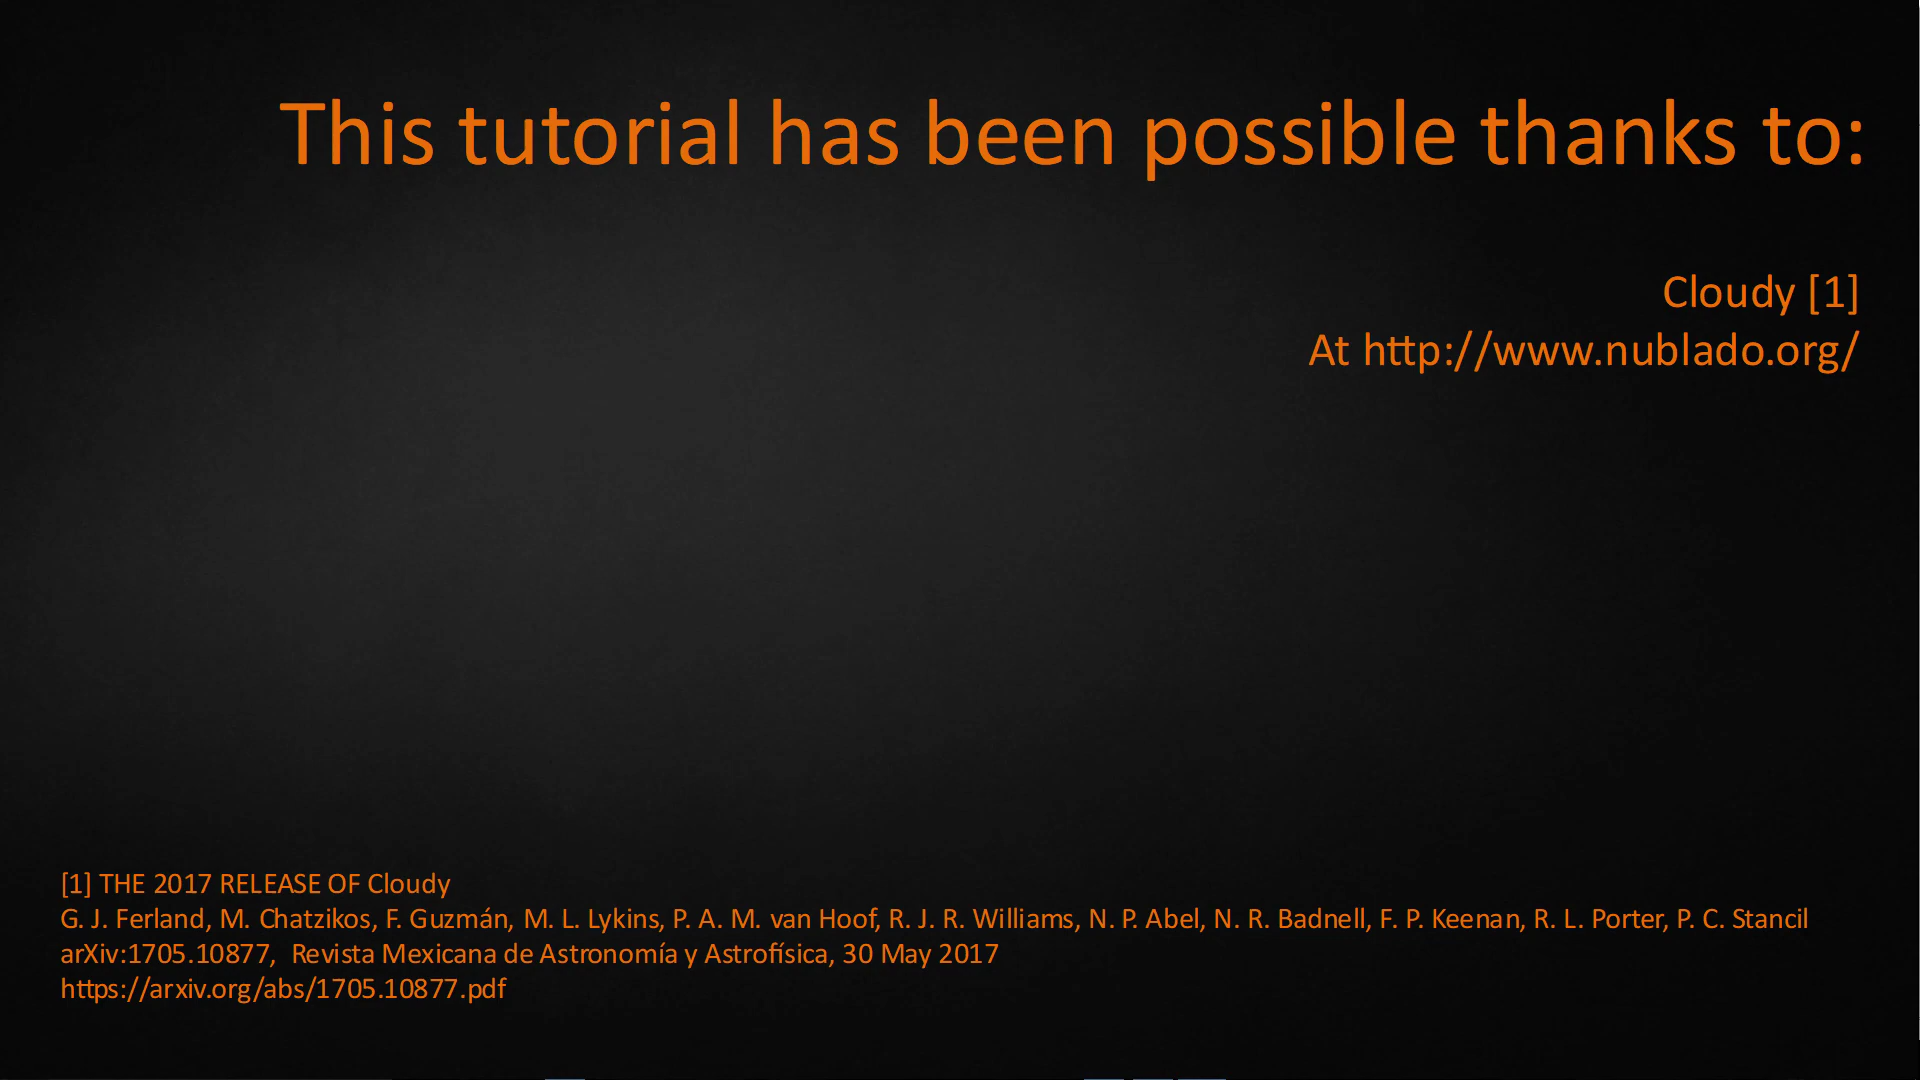 This tutorial has been possible thanks to:
Cloudy [1]
At http://www.nublado.org/
[1] THE 2017 RELEASE OF Cloudy
G. J. Ferland, M. Chatzikos, F. Guzmán, M. L. Lykins, P. A. M. van Hoof, R. J. R. Williams, N. P. Abel, N. R. Badnell, F. P. Keenan, R. L. Porter, P. C. Stancil
arXiv:1705.10877,  Revista Mexicana de Astronomía y Astrofísica, 30 May 2017
https://arxiv.org/abs/1705.10877.pdf